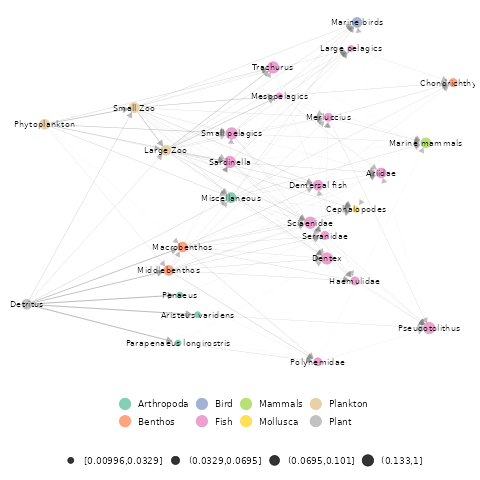 Marine birds
Large pelagics
Trachurus
Chondrichthy
Mesopelagics
Small Zoo
Merluccius
Phytoplankton
Small pelagics
Marine mammals
Large Zoo
Sardinella
Ariidae
Demersal fish
Miscellaneous
Cephalopodes
Sciaenidae
Serranidae
Macrobenthos
Dentex
Middlebenthos
Haemulidae
Penaeus
Detritus
Aristeus varidens
Pseudotolithus
Parapenaeus longirostris
Polynemidae
Arthropoda Bird Mammals Plankton
Benthos Fish Mollusca Plant
[0.00996,0.0329] (0.0329,0.0695] (0.0695,0.101] (0.133,1]